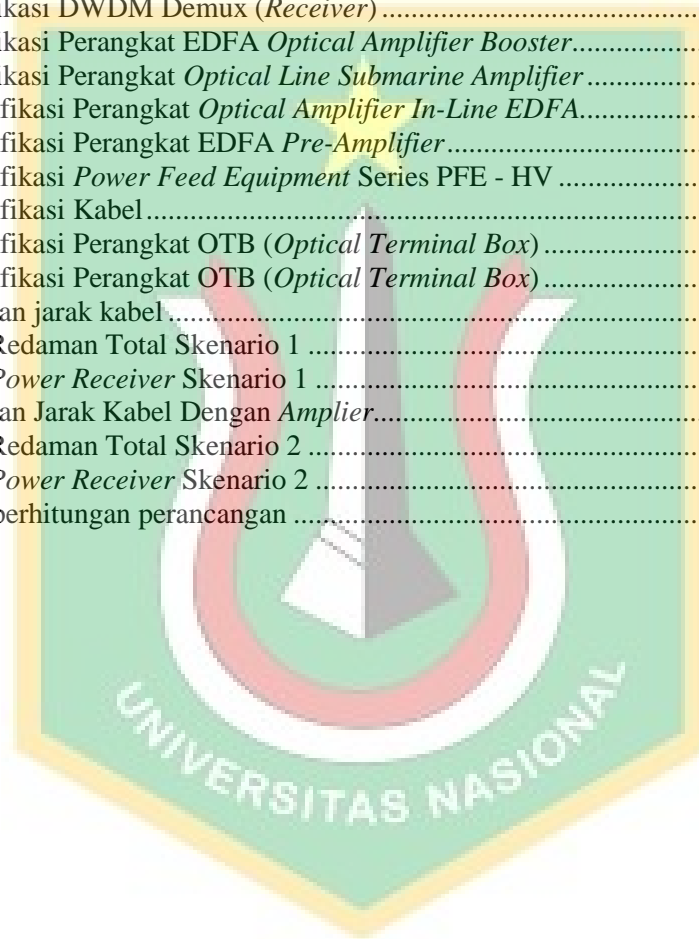 ikasi DWDM Demux (Receiver)
ikasi Perangkat EDFA Optical Amplifier Booster
ikasi Perangkat Optical Line Submarine Amplifier
fikasi Perangkat Optical Amplifier In-Line EDFA
fikasi Perangkat EDFA Pre-Amplifier
fikasi Power Feed Equipment Series PFE - HV
fikasi Kabel
fikasi Perangkat OTB (Optical Terminal Box)
fikasi Perangkat OTB (Optical Terminal Box)
an jarak kabel
Redaman Total Skenario 1
Power Receiver Skenario 1
an Jarak Kabel Dengan Amplier
Redaman Total Skenario 2
Power Receiver Skenario 2
perhitungan perancangan
UNIVERSITAS NASIONAL